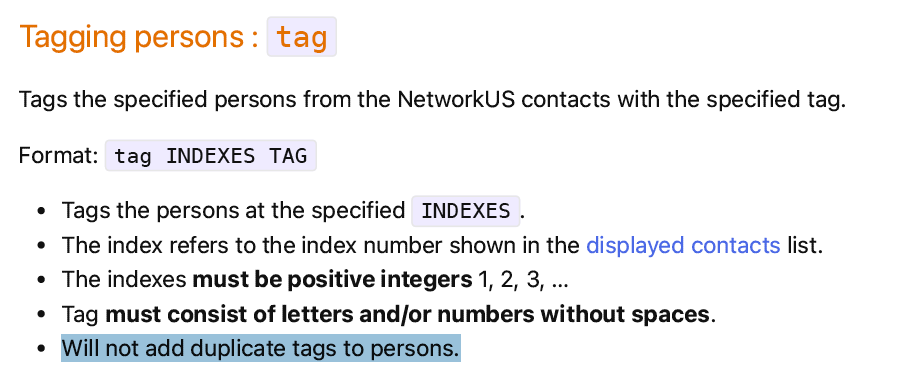 Tagging persons : tag
Tags the specified persons from the NetworkUS contacts with the specified tag.
Format: tag INDEXES TAG
• Tags the persons at the specified INDEXES.
• The index refers to the index number shown in the displayed contacts list.
• The indexes must be positive integers 1, 2, 3, ...
• Tag must consist of letters and/or numbers without spaces.
• Will not add duplicate tags to persons.